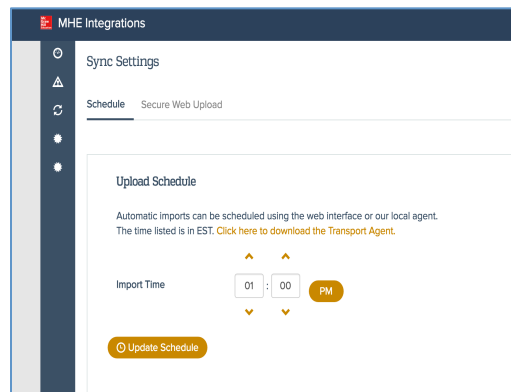 MHE Integrations
Sync Settings
Schedule Secure Web Upload
Upload Schedule
Automatic imports can be scheduled using the web interface or our local agent.
The time listed is in EST. Click here to download the Transport Agent.
Import Time 01 : 00 PM
Update Schedule